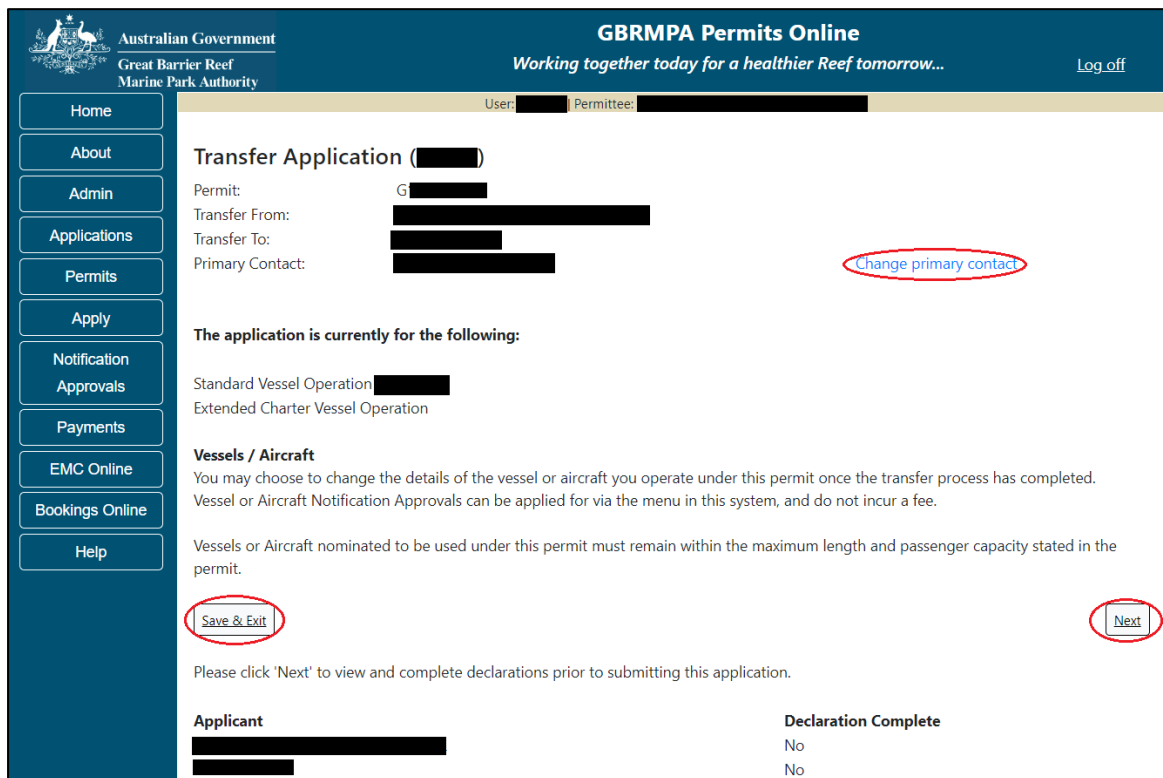 Australian Government
Great Barrier Reef
Marine Park Authority
GBRMPA Permits Online
Working together today for a healthier Reef tomorrow...
Log off
User: | Permittee:
Home
About
Admin
Applications
Permits
Apply
Notification
Approvals
Payments
EMC Online
Bookings Online
Help
Transfer Application ( )
Permit: G
Transfer From:
Transfer To:
Primary Contact: Change primary contact
The application is currently for the following:
Standard Vessel Operation
Extended Charter Vessel Operation
Vessels / Aircraft
You may choose to change the details of the vessel or aircraft you operate under this permit once the transfer process has completed.
Vessel or Aircraft Notification Approvals can be applied for via the menu in this system, and do not incur a fee.
Vessels or Aircraft nominated to be used under this permit must remain within the maximum length and passenger capacity stated in the
permit.
Save & Exit Next
Please click 'Next' to view and complete declarations prior to submitting this application.
Applicant Declaration Complete
No
No